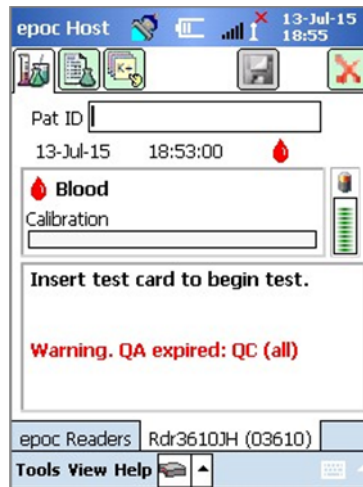 epoc Host
13-Jul-15
18:55
K+
Pat ID
13-Jul-15 18:53:00
Blood
Calibration
Insert test card to begin test.
Warning. QA expired: QC (all)
epoc Readers Rdr3610JH (03610)
Tools View Help